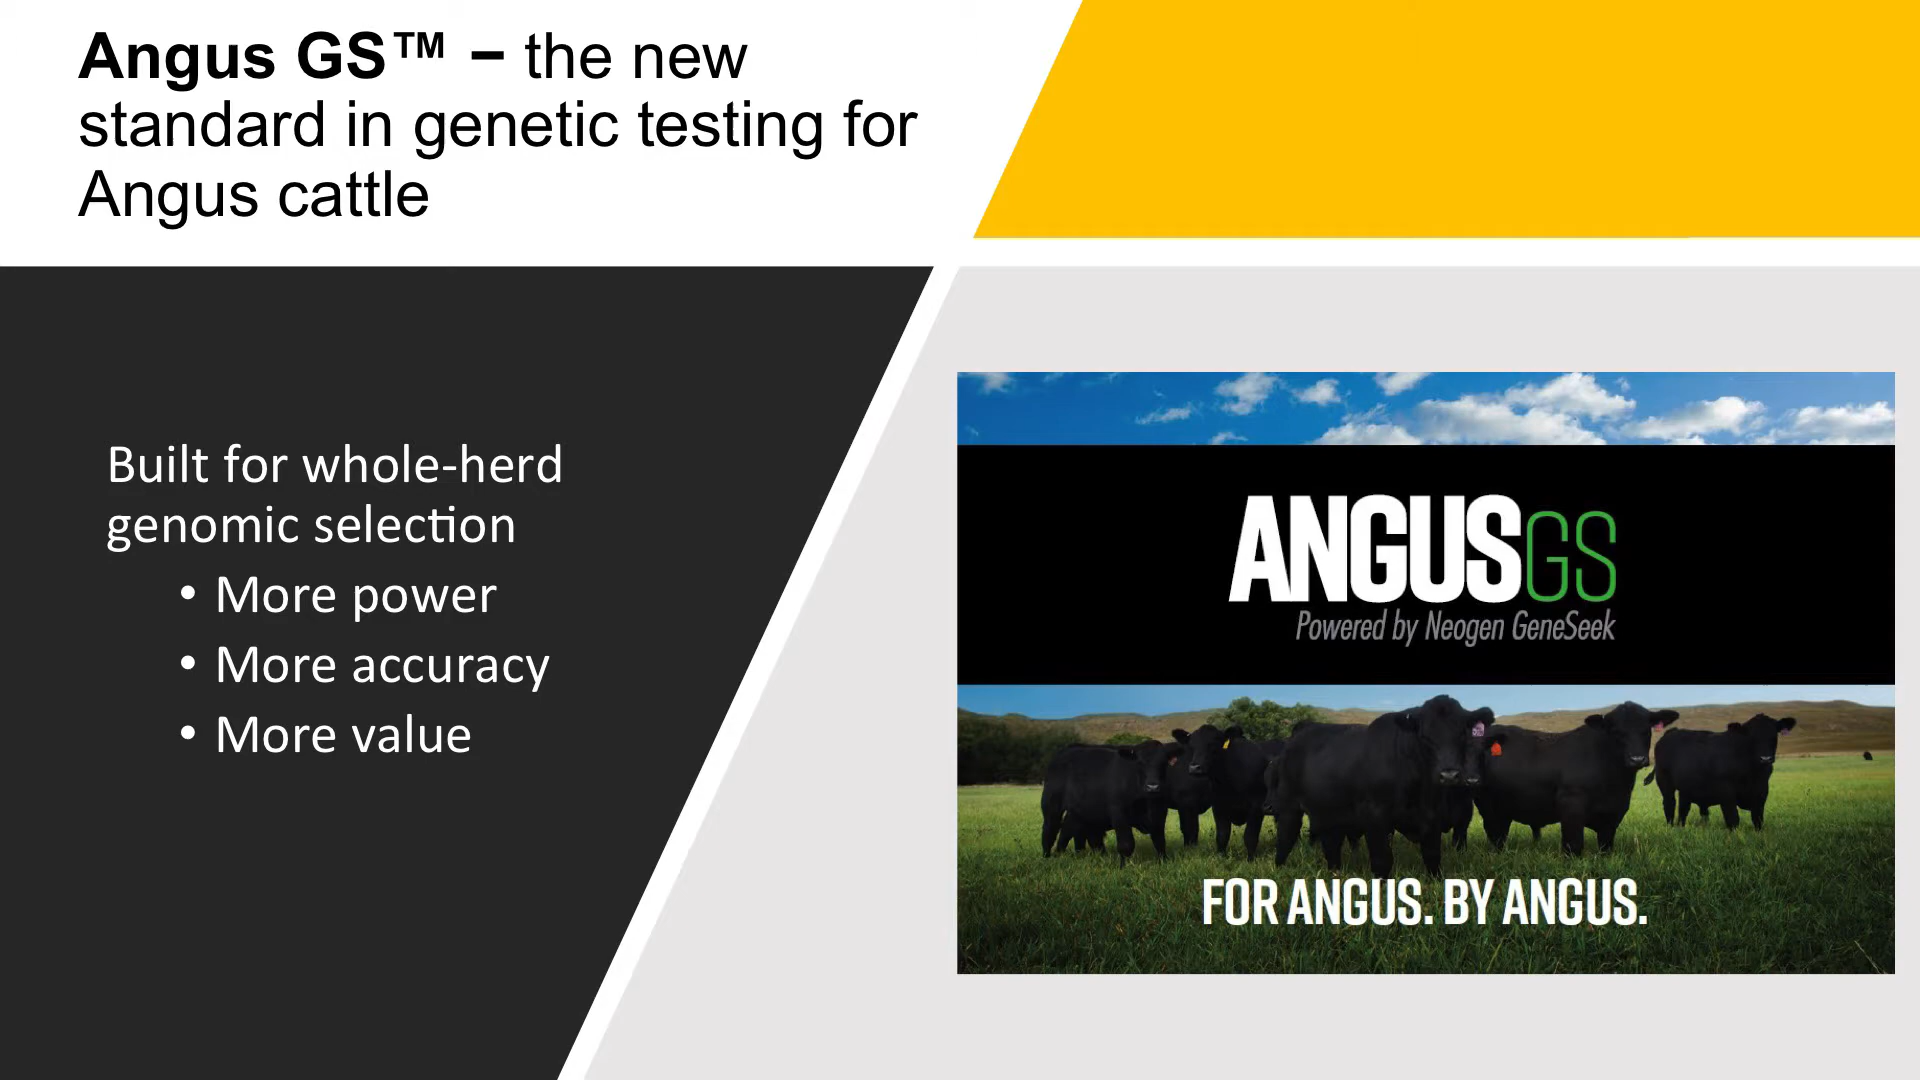 Angus GS™ – the new
standard in genetic testing for
Angus cattle
Built for whole-herd
genomic selection
• More power
• More accuracy
• More value
ANGUSGS
Powered by Neogen GeneSeek
FOR ANGUS. BY ANGUS.